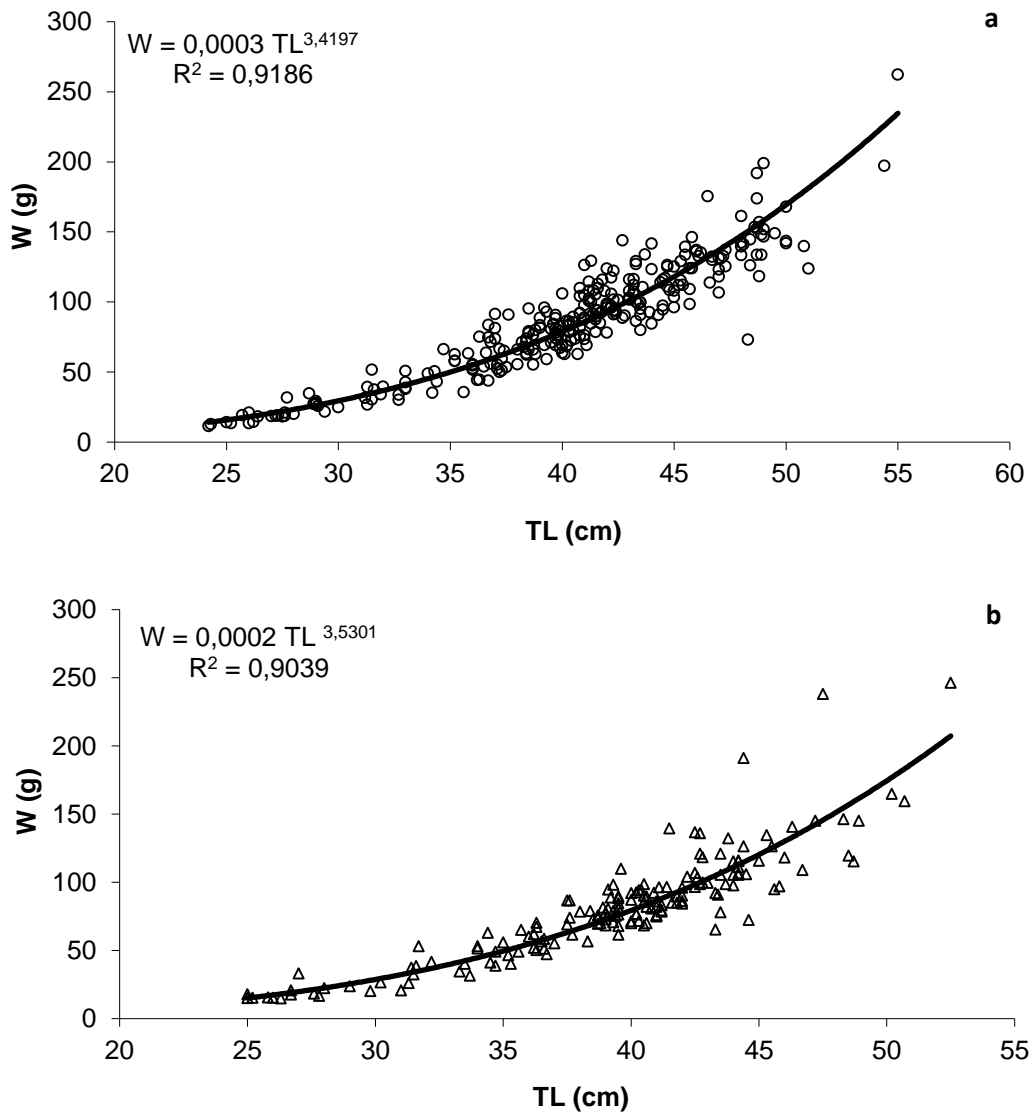 a
W = 0,0003 TL^3,4197
R² = 0,9186
300
250
200
150
100
50
0
W (g)
20 25 30 35 40 45 50 55 60
TL (cm)
b
W = 0,0002 TL ^3,5301
R² = 0,9039
300
250
200
150
100
50
0
W (g)
20 25 30 35 40 45 50 55
TL (cm)